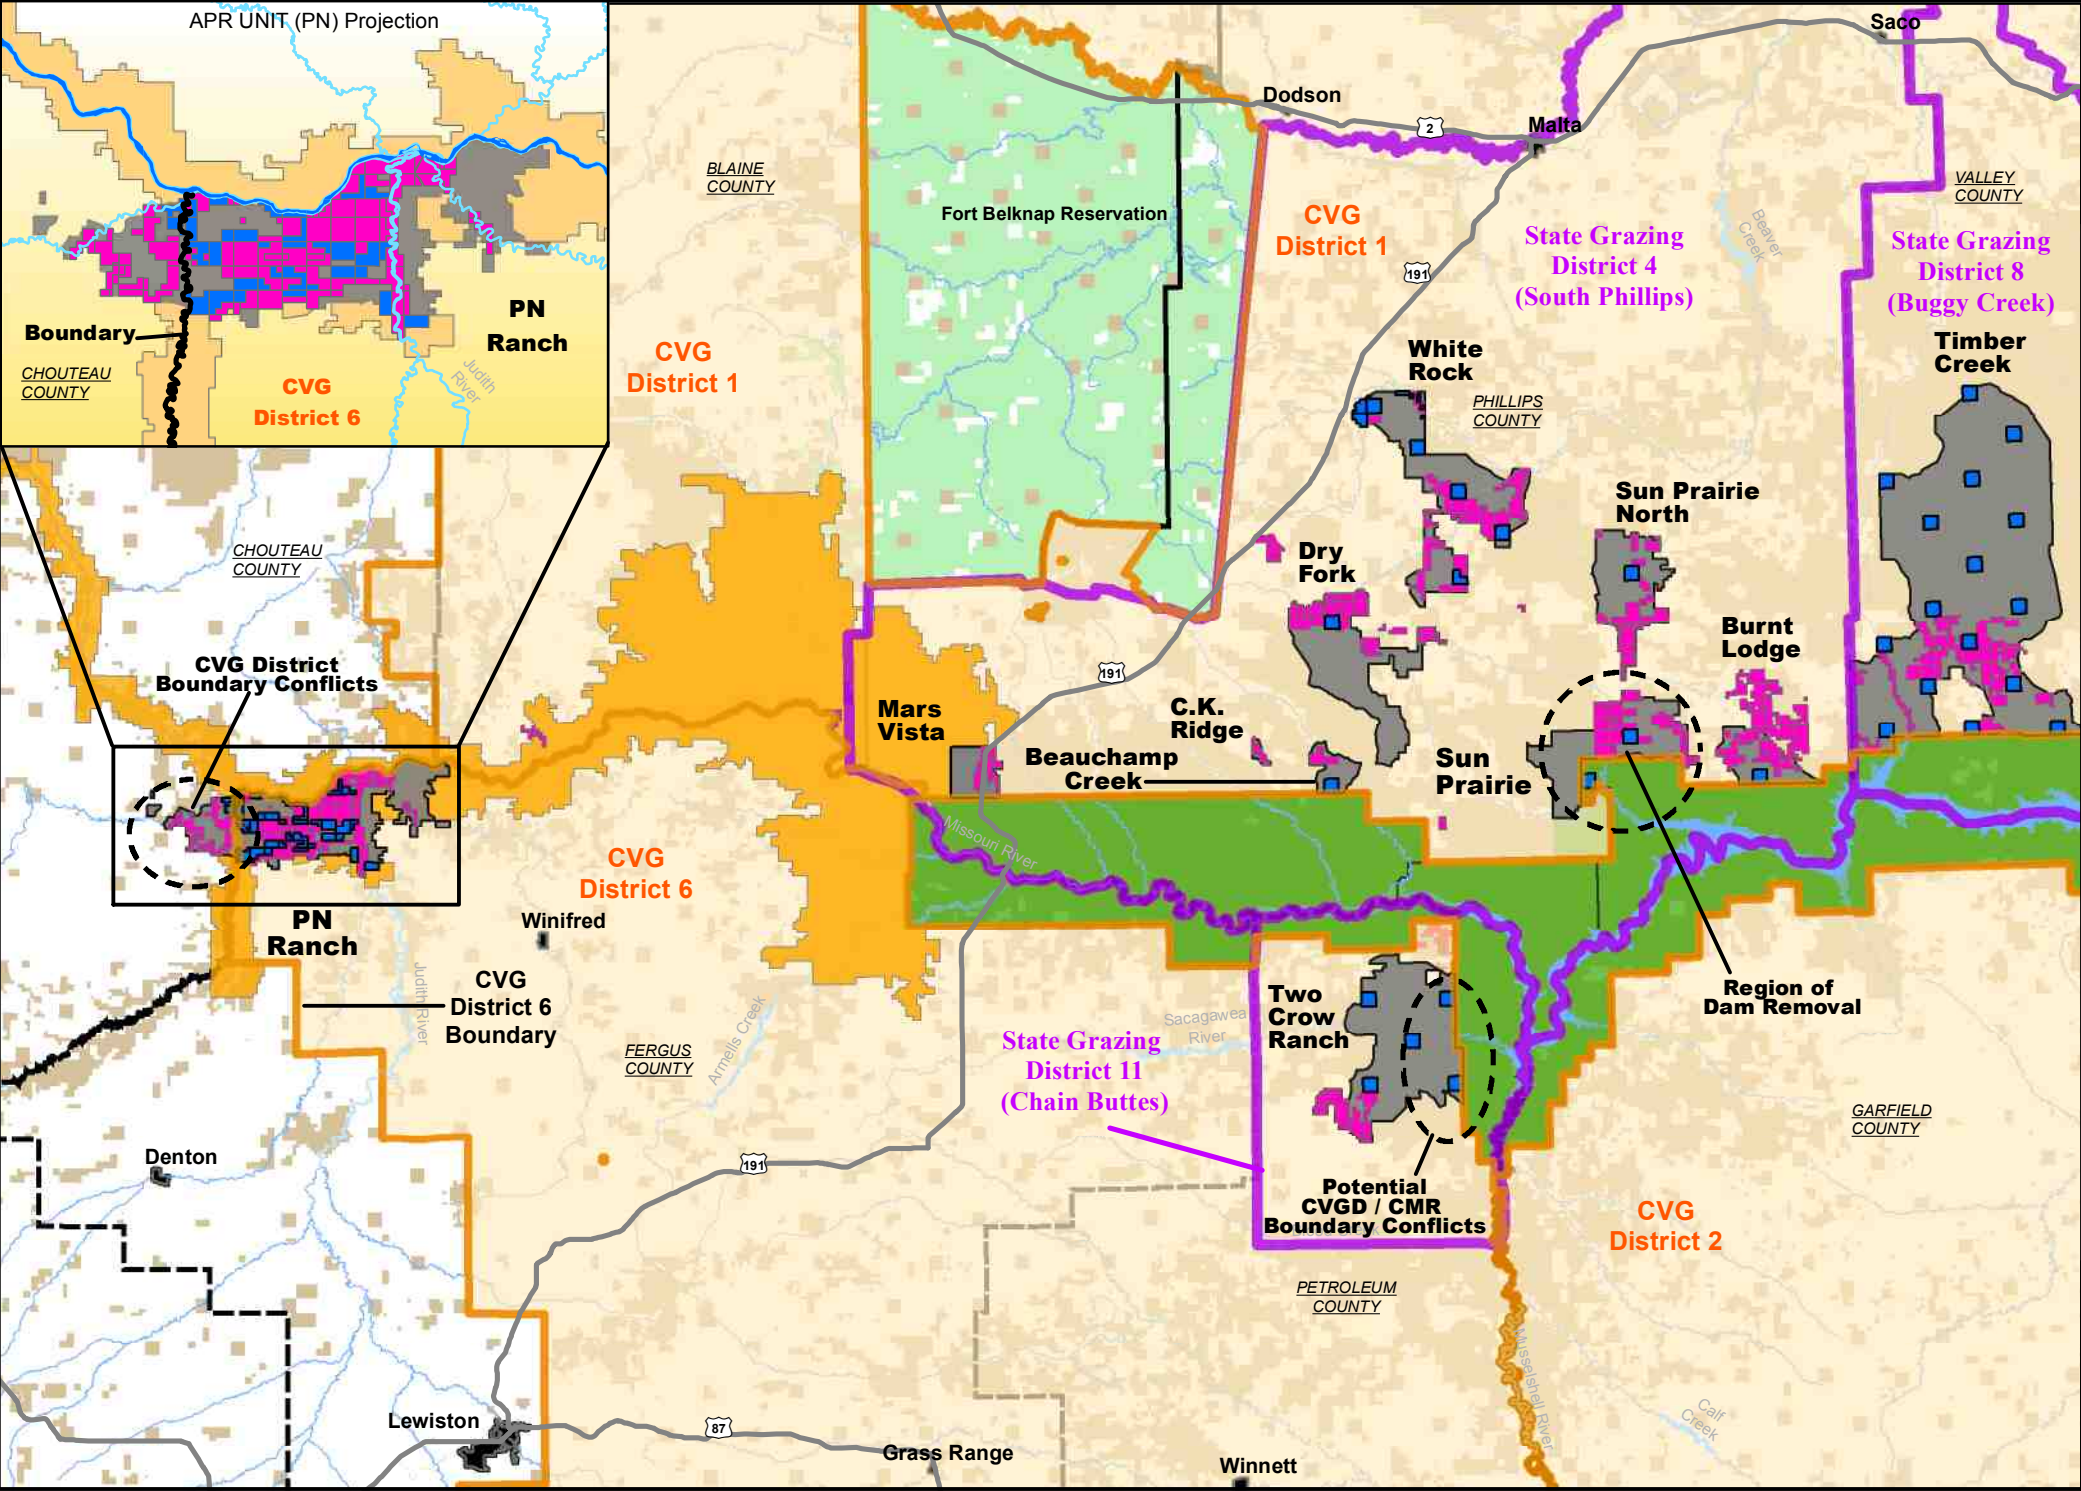 APR UNIT (PN) Projection
Boundary
CHOUTEAU
COUNTY
CVG
District 6
PN
Ranch
Judith
River
BLAINE
COUNTY
Fort Belknap Reservation
Dodson
2
Malta
Saco
CVG
District 1
191
State Grazing
District 4
(South Phillips)
Beaver
Creek
VALLEY
COUNTY
State Grazing
District 8
(Buggy Creek)
CVG
District 1
White
Rock
PHILLIPS
COUNTY
Timber
Creek
Sun Prairie
North
Dry
Fork
Burnt
Lodge
CHOUTEAU
COUNTY
CVG District
Boundary Conflicts
191
Mars
Vista
C.K.
Ridge
Beauchamp
Creek
Sun
Prairie
Missouri River
CVG
District 6
Winifred
PN
Ranch
Judith River
CVG
District 6
Boundary
FERGUS
COUNTY
Armells Creek
State Grazing
District 11
(Chain Buttes)
Sacagawea
River
Two
Crow
Ranch
Region of
Dam Removal
GARFIELD
COUNTY
Potential
CVGD / CMR
Boundary Conflicts
CVG
District 2
Denton
191
PETROLEUM
COUNTY
Musselshell River
Calf
Creek
Lewiston
87
Grass Range
Winnett